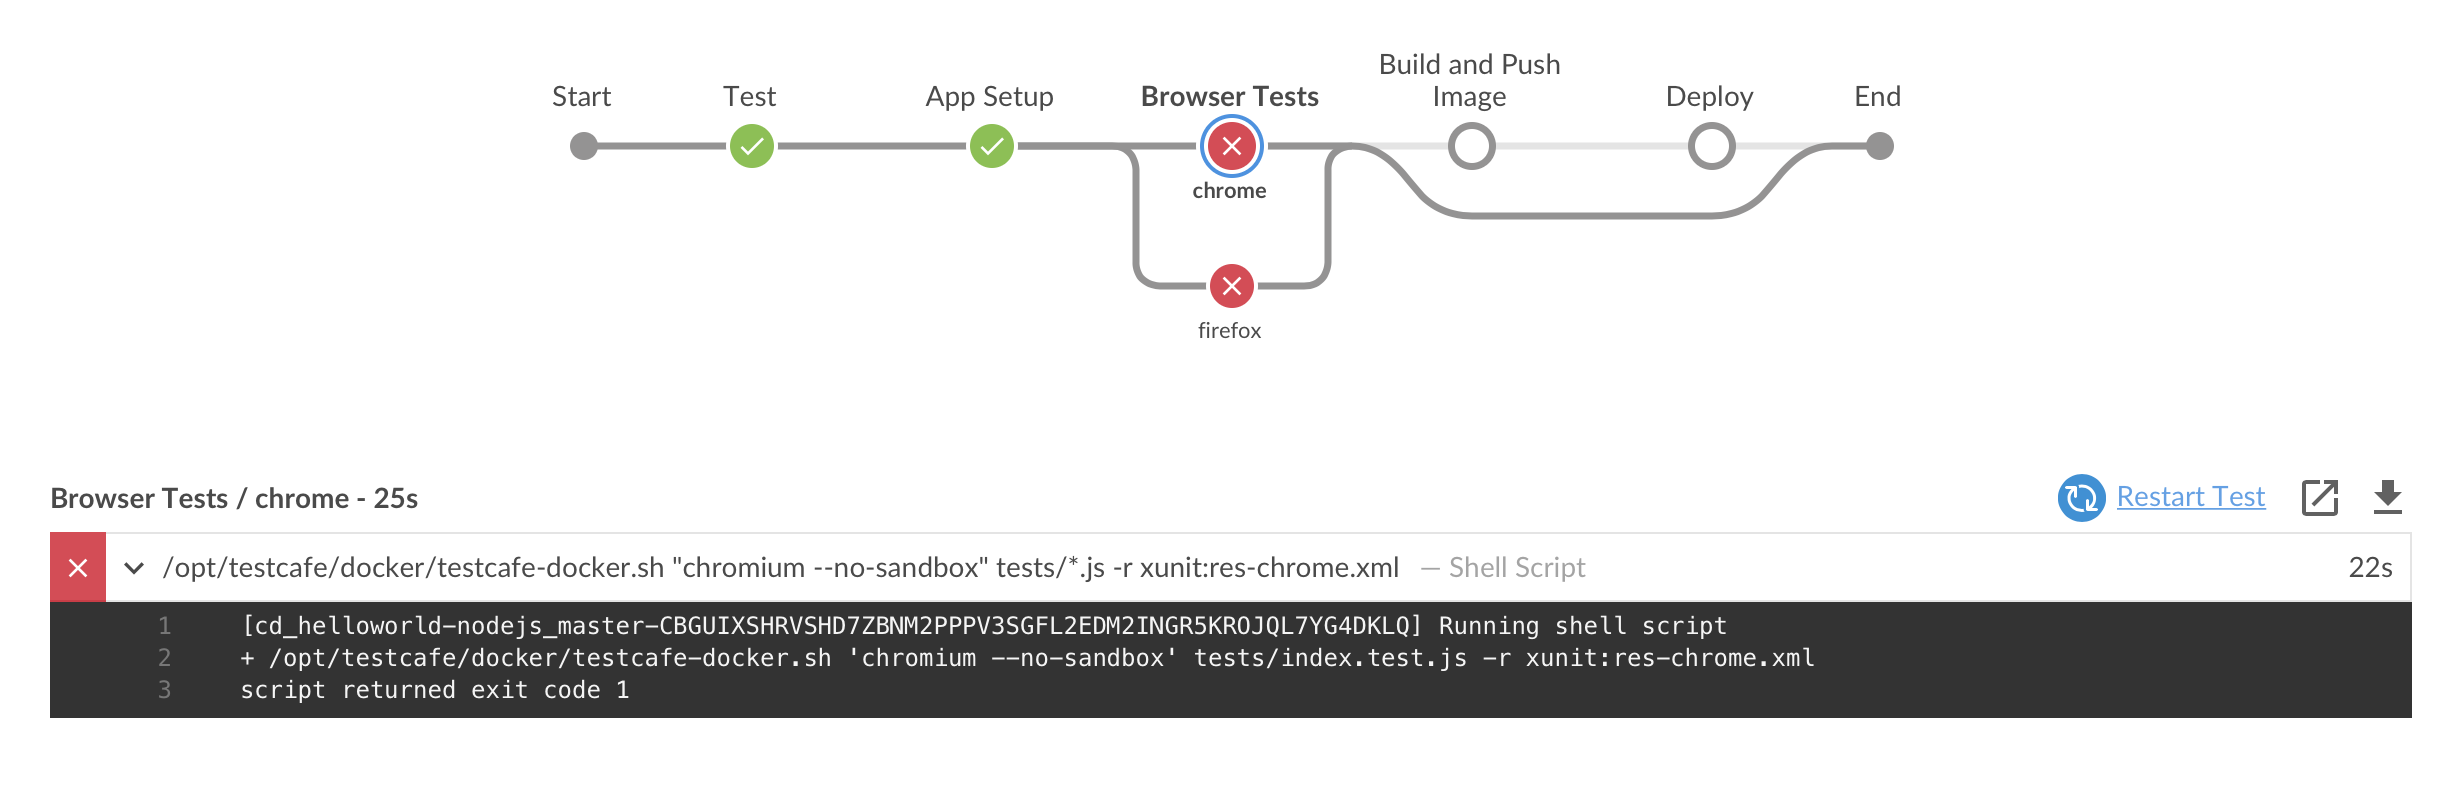 Start
Test
App Setup
Browser Tests
Build and Push
Image
Deploy
End
chrome
firefox
Browser Tests / chrome - 25s
Restart Test
/opt/testcafe/docker/testcafe-docker.sh "chromium --no-sandbox" tests/*.js -r xunit:res-chrome.xml — Shell Script 22s
1 [cd_helloworld-nodejs_master-CBGUIXSHRVSHD7ZBNM2PPPV3SGFL2EDM2INGR5KROJQL7YG4DKLQ] Running shell script
2 + /opt/testcafe/docker/testcafe-docker.sh 'chromium --no-sandbox' tests/index.test.js -r xunit:res-chrome.xml
3 script returned exit code 1